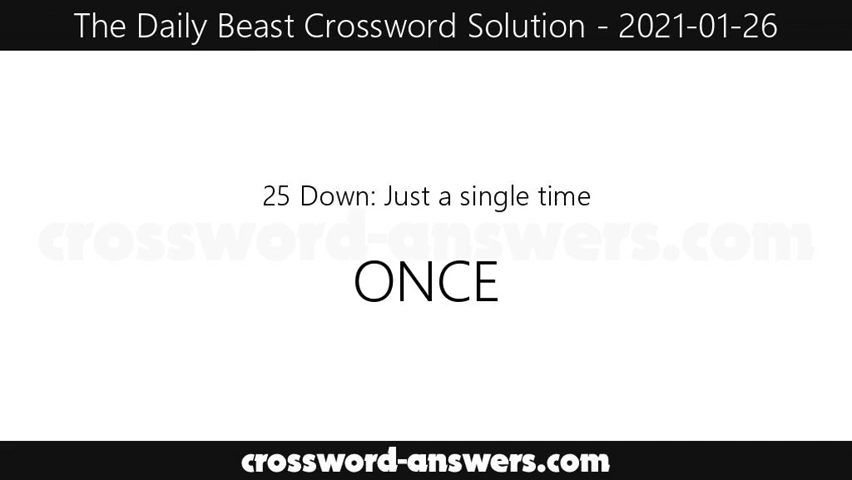 The Daily Beast Crossword Solution - 2021-01-26
25 Down: Just a single time
crossword-answers.com
ONCE
crossword-answers.com